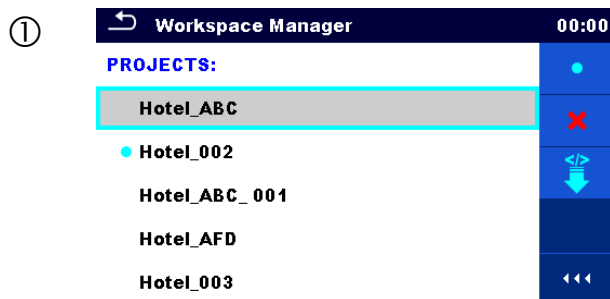 ①
Workspace Manager 00:00
PROJECTS:
Hotel_ABC
Hotel_002
Hotel_ABC_ 001
Hotel_AFD
Hotel_003